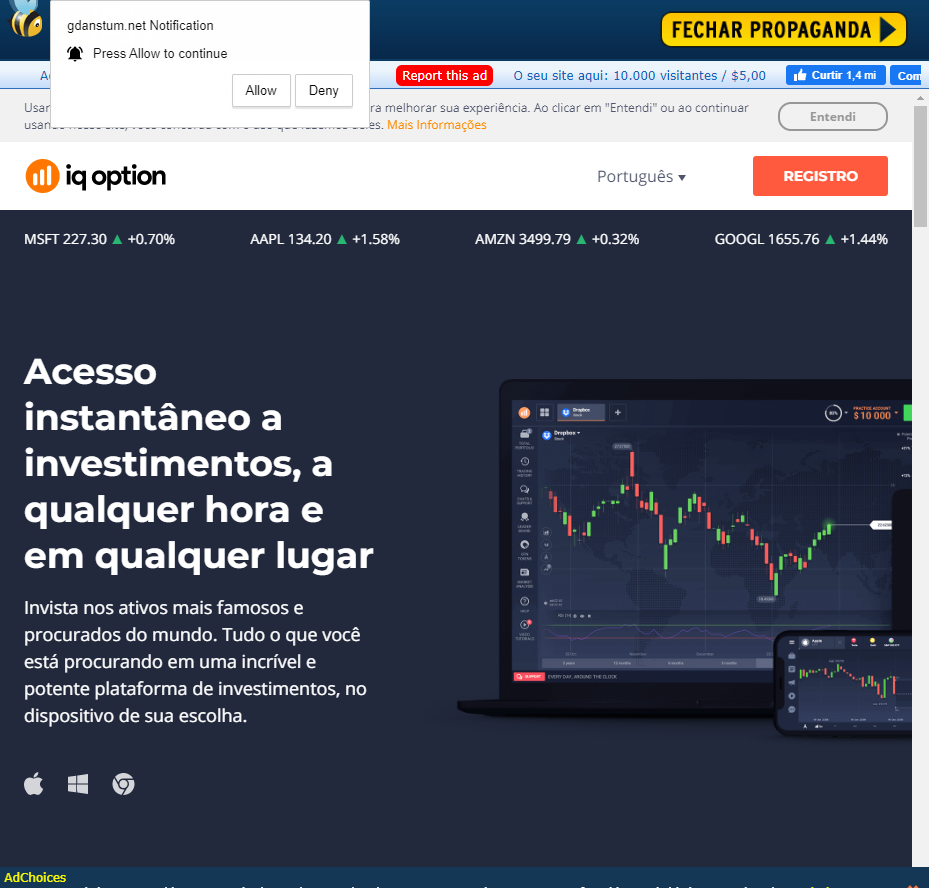 gdanstum.net Notification
Press Allow to continue
Allow
Deny
FECHAR PROPAGANDA
Report this ad
O seu site aqui: 10.000 visitantes / $5,00
Curtir 1,4 mi
Com
ra melhorar sua experiência. Ao clicar em "Entendi" ou ao continuar
Mais Informações
Entendi
iq option
Português
REGISTRO
MSFT 227.30 ▲ +0.70%
AAPL 134.20 ▲ +1.58%
AMZN 3499.79 ▲ +0.32%
GOOGL 1655.76 ▲ +1.44%
Acesso
instantâneo a
investimentos, a
qualquer hora e
em qualquer lugar
Invista nos ativos mais famosos e
procurados do mundo. Tudo o que você
está procurando em uma incrível e
potente plataforma de investimentos, no
dispositivo de sua escolha.
Dropbox
Stock
PRACTICE ACCOUNT
$10 000
Dropbox
Stock
SUPPORT
EVERY DAY, AROUND THE CLOCK
Apple
AdChoices